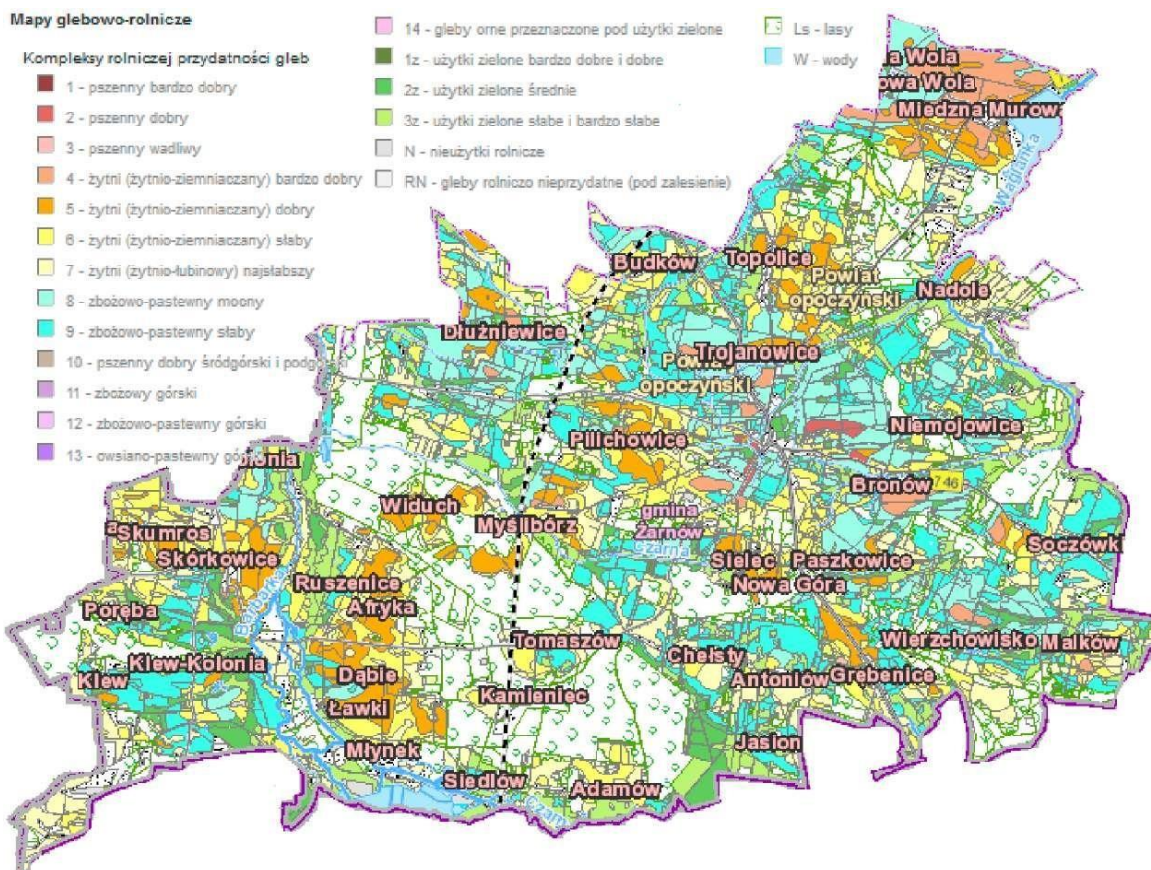 Mapy glebowo-rolnicze
Kompleksy rolniczej przydatności gleb
1 - pszenny bardzo dobry
2 - pszenny dobry
3 - pszenny wadliwy
4 - żytni (żytnio-ziemniaczany) bardzo dobry
5 - żytni (żytnio-ziemniaczany) dobry
6 - żytni (żytnio-ziemniaczany) słaby
7 - żytni (żytnio-łubinowy) najsłabszy
8 - zbożowo-pastewny mocny
9 - zbożowo-pastewny słaby
10 - pszenny dobry śródgórski i
11 - zbożowy górski
12 - zbożowo-pastewny górski
13 - owsiano-pastewny
14 - gleby orne przeznaczone pod użytki zielone
1z - użytki zielone bardzo dobre i dobre
2z - użytki zielone średnie
3z - użytki zielone słabe i bardzo słabe
N - nieużytki rolnicze
RN - gleby rolniczo nieprzydatne (pod zalesienie)
Ls - lasy
W - wody
a Wola
owa Wola
Miedzna Murow
Wąglanka
Budków
Topolice
Powiat
opoczyński
Nadole
Dłużniewice
Trojanowice
opoczyński
Pilichowice
Niemojowice
olonia
Widuch
Bronów
746
Myślibórz
gmina
Żarnów
Czarna
Skumros
Skórkowice
Soczówki
Sielec
Paszkowice
Ruszenice
Nowa Góra
Afryka
Poręba
Barbarka
Tomaszów
Wierzchowisko
Malków
Klew-Kolonia
Chełsty
Klew
Dąbie
Antoniów
Grębenice
Kamieniec
Ławki
Jasion
Młynek
Siedlów
Adamów
Czarn